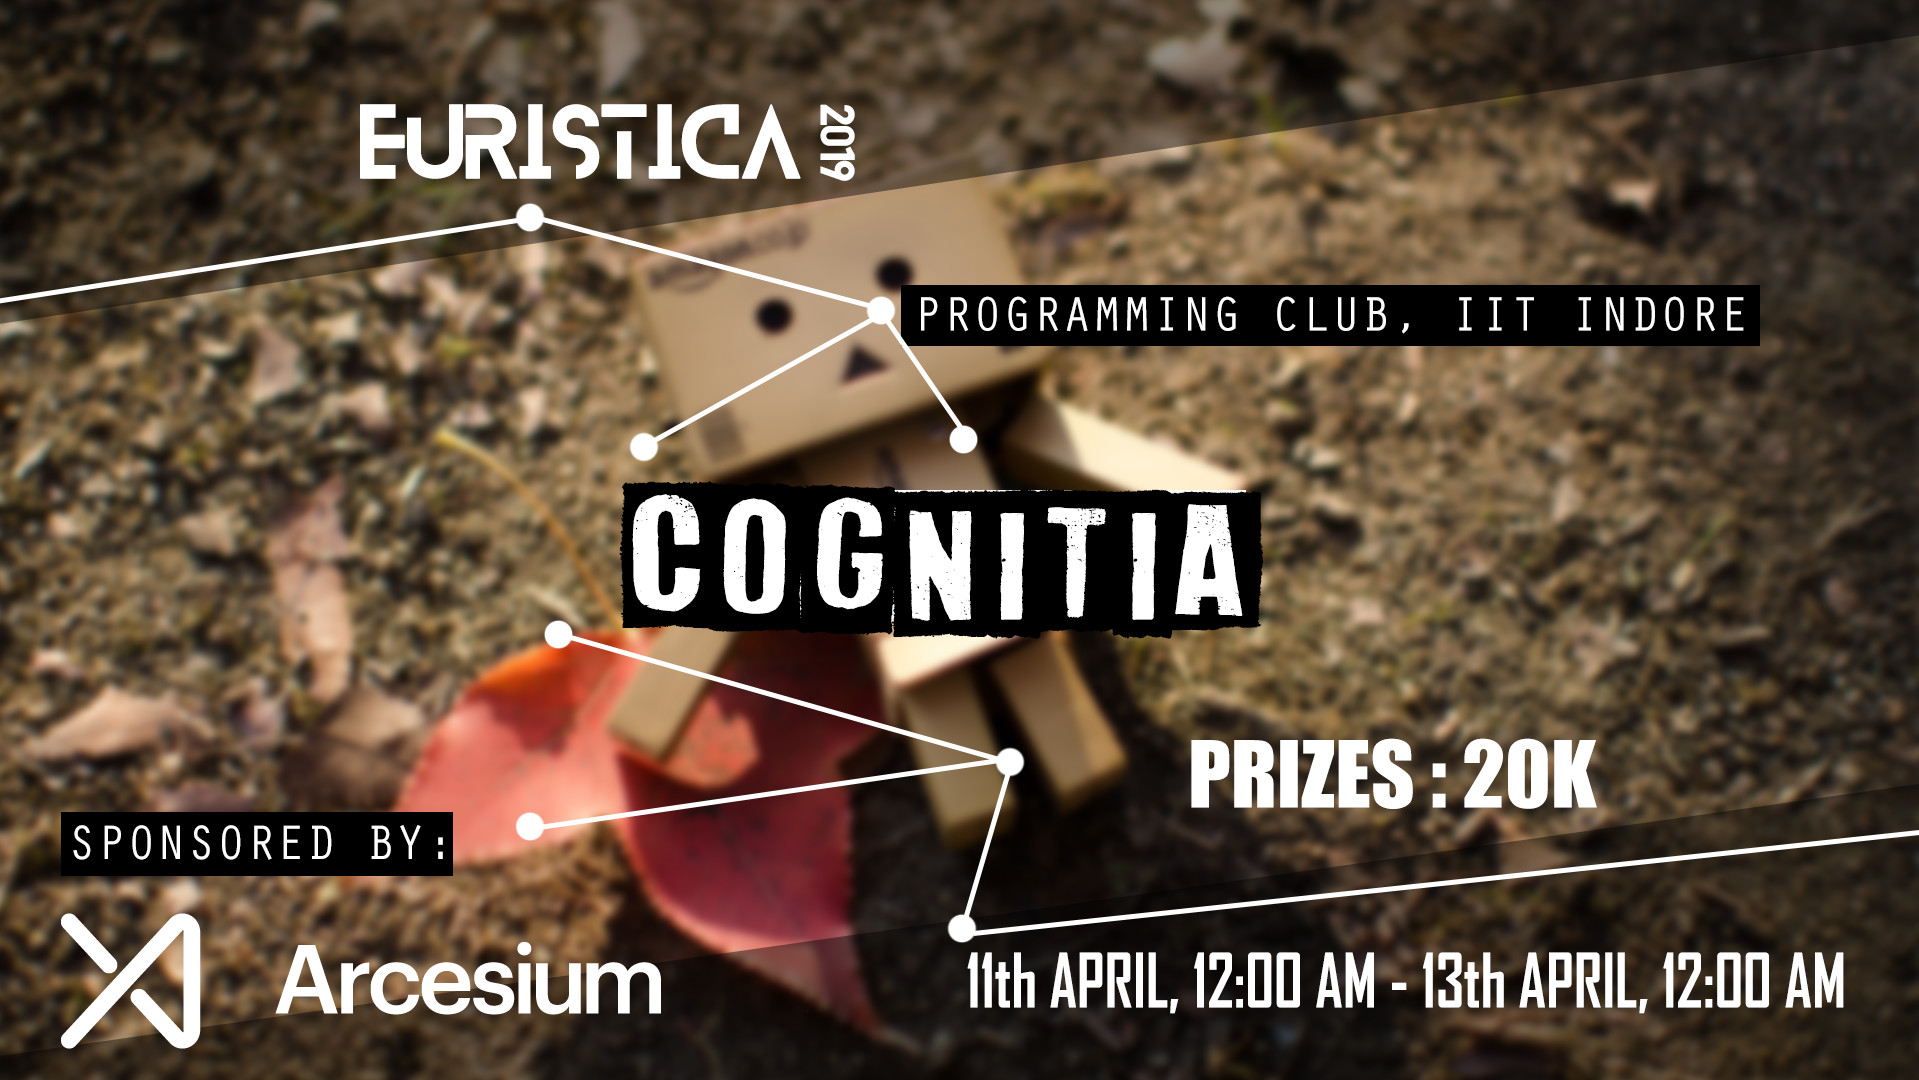 EuRISTICA 2019
PROGRAMMING CLUB, IIT INDORE
COGNITIA
PRIZES : 20K
SPONSORED BY:
Arcesium
11th APRIL, 12:00 AM - 13th APRIL, 12:00 AM